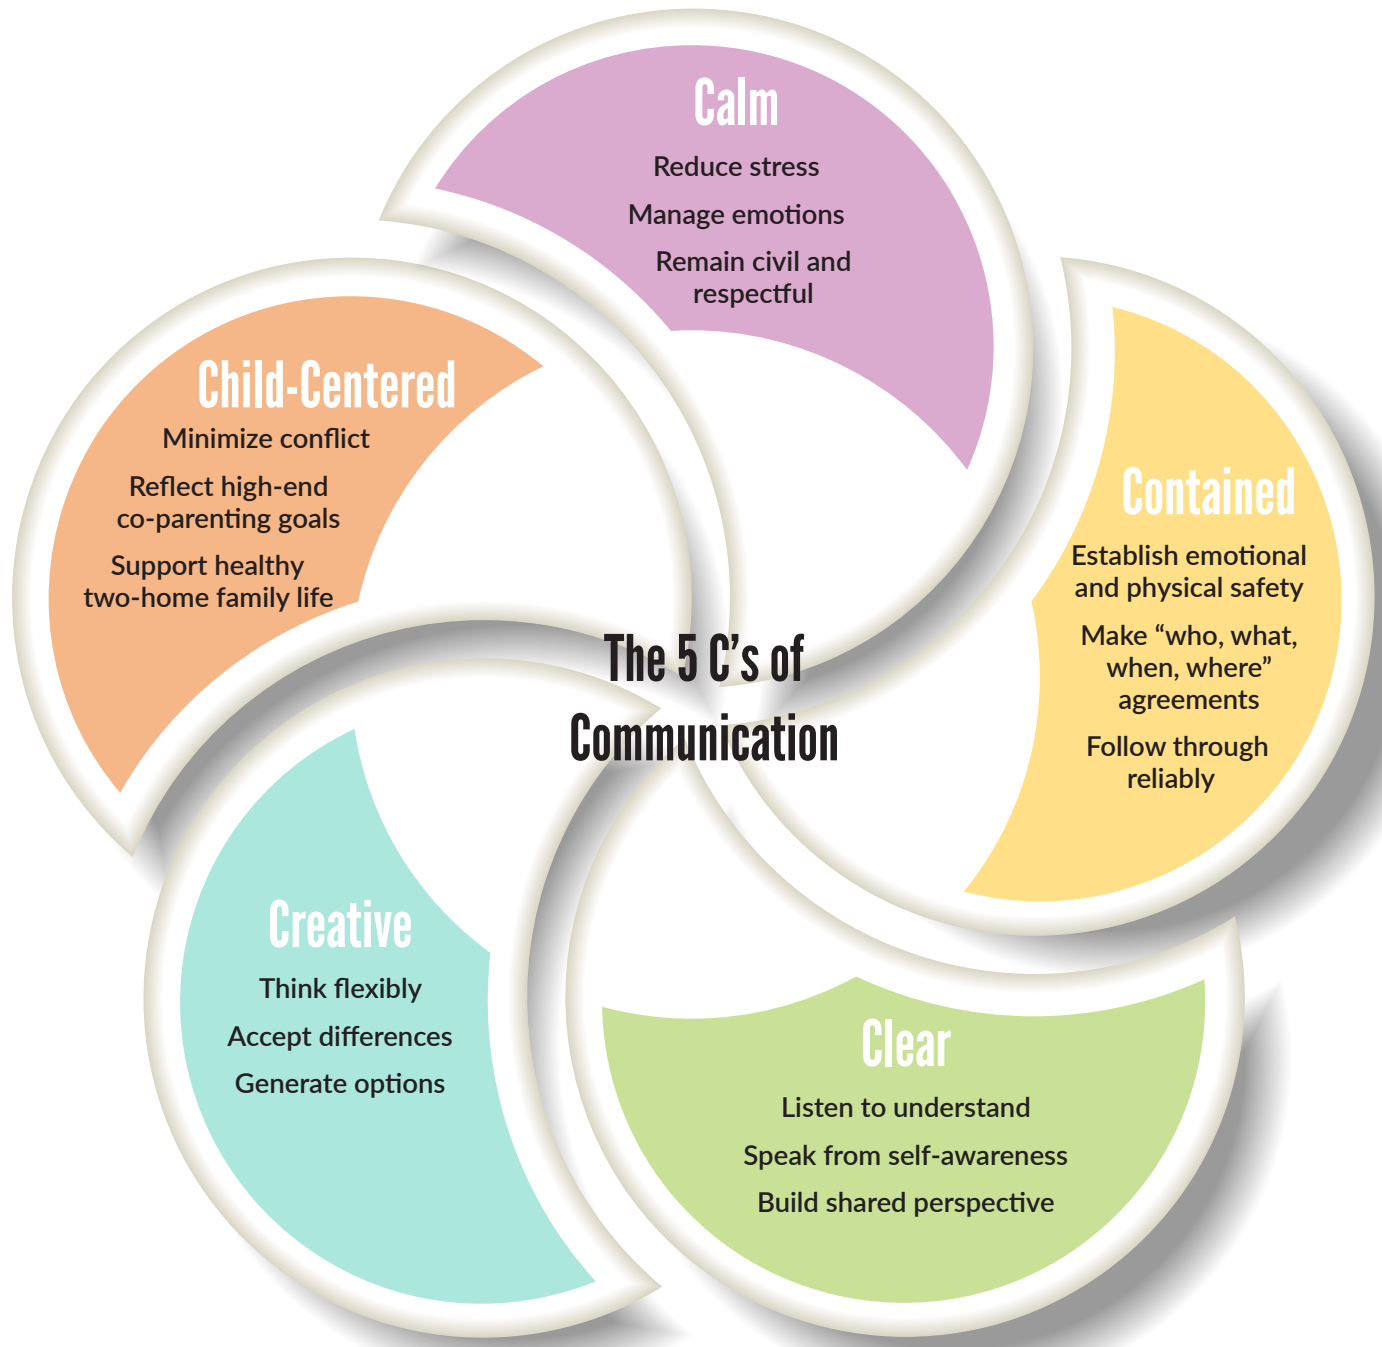 Calm
Reduce stress
Manage emotions
Remain civil and
respectful
Contained
Establish emotional
and physical safety
Make “who, what,
when, where”
agreements
Follow through
reliably
Clear
Listen to understand
Speak from self-awareness
Build shared perspective
Creative
Think flexibly
Accept differences
Generate options
Child-Centered
Minimize conflict
Reflect high-end
co-parenting goals
Support healthy
two-home family life
The 5 C’s of
Communication